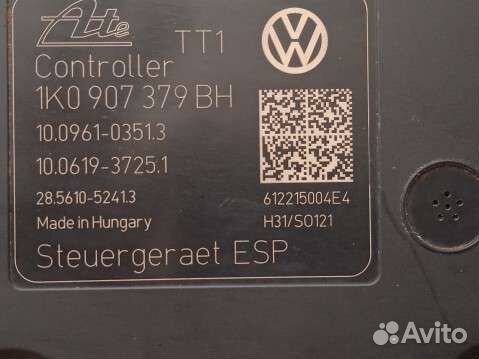 Ate TT1
Controller
1K0 907 379 BH
10.0961-0351.3
10.0619-3725.1
28.5610-5241.3 612215004E4
Made in Hungary H31/SO121
Steuergeraet ESP
Avito